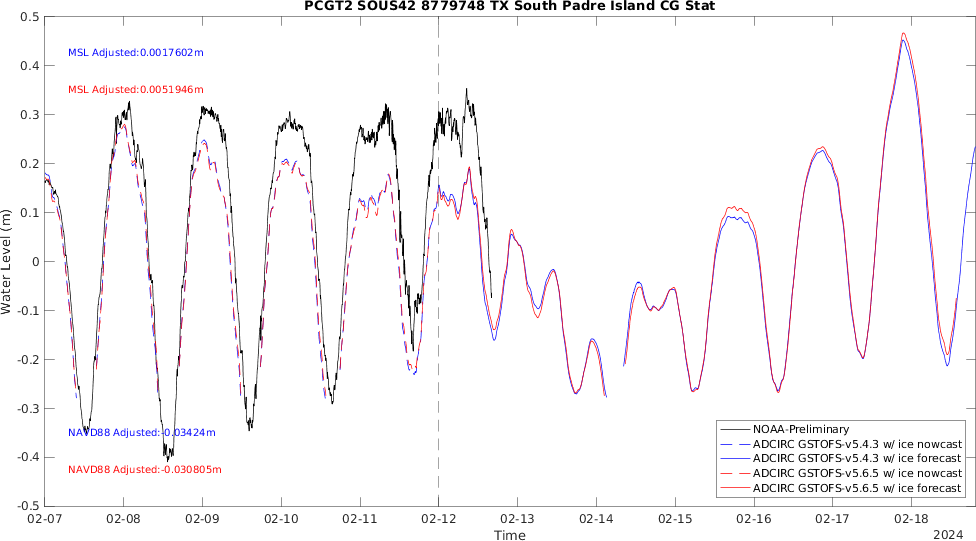 PCGT2 SOUS42 8779748 TX South Padre Island CG Stat
0.5
0.4
0.3
0.2
0.1
0
-0.1
-0.2
-0.3
-0.4
-0.5
Water Level (m)
MSL Adjusted:0.0017602m
MSL Adjusted:0.0051946m
NAVD88 Adjusted:-0.03424m
NAVD88 Adjusted:-0.030805m
NOAA-Preliminary
ADCIRC GSTOFS-v5.4.3 w/ ice nowcast
ADCIRC GSTOFS-v5.4.3 w/ ice forecast
ADCIRC GSTOFS-v5.6.5 w/ ice nowcast
ADCIRC GSTOFS-v5.6.5 w/ ice forecast
02-07 02-08 02-09 02-10 02-11 02-12 02-13 02-14 02-15 02-16 02-17 02-18
Time
2024